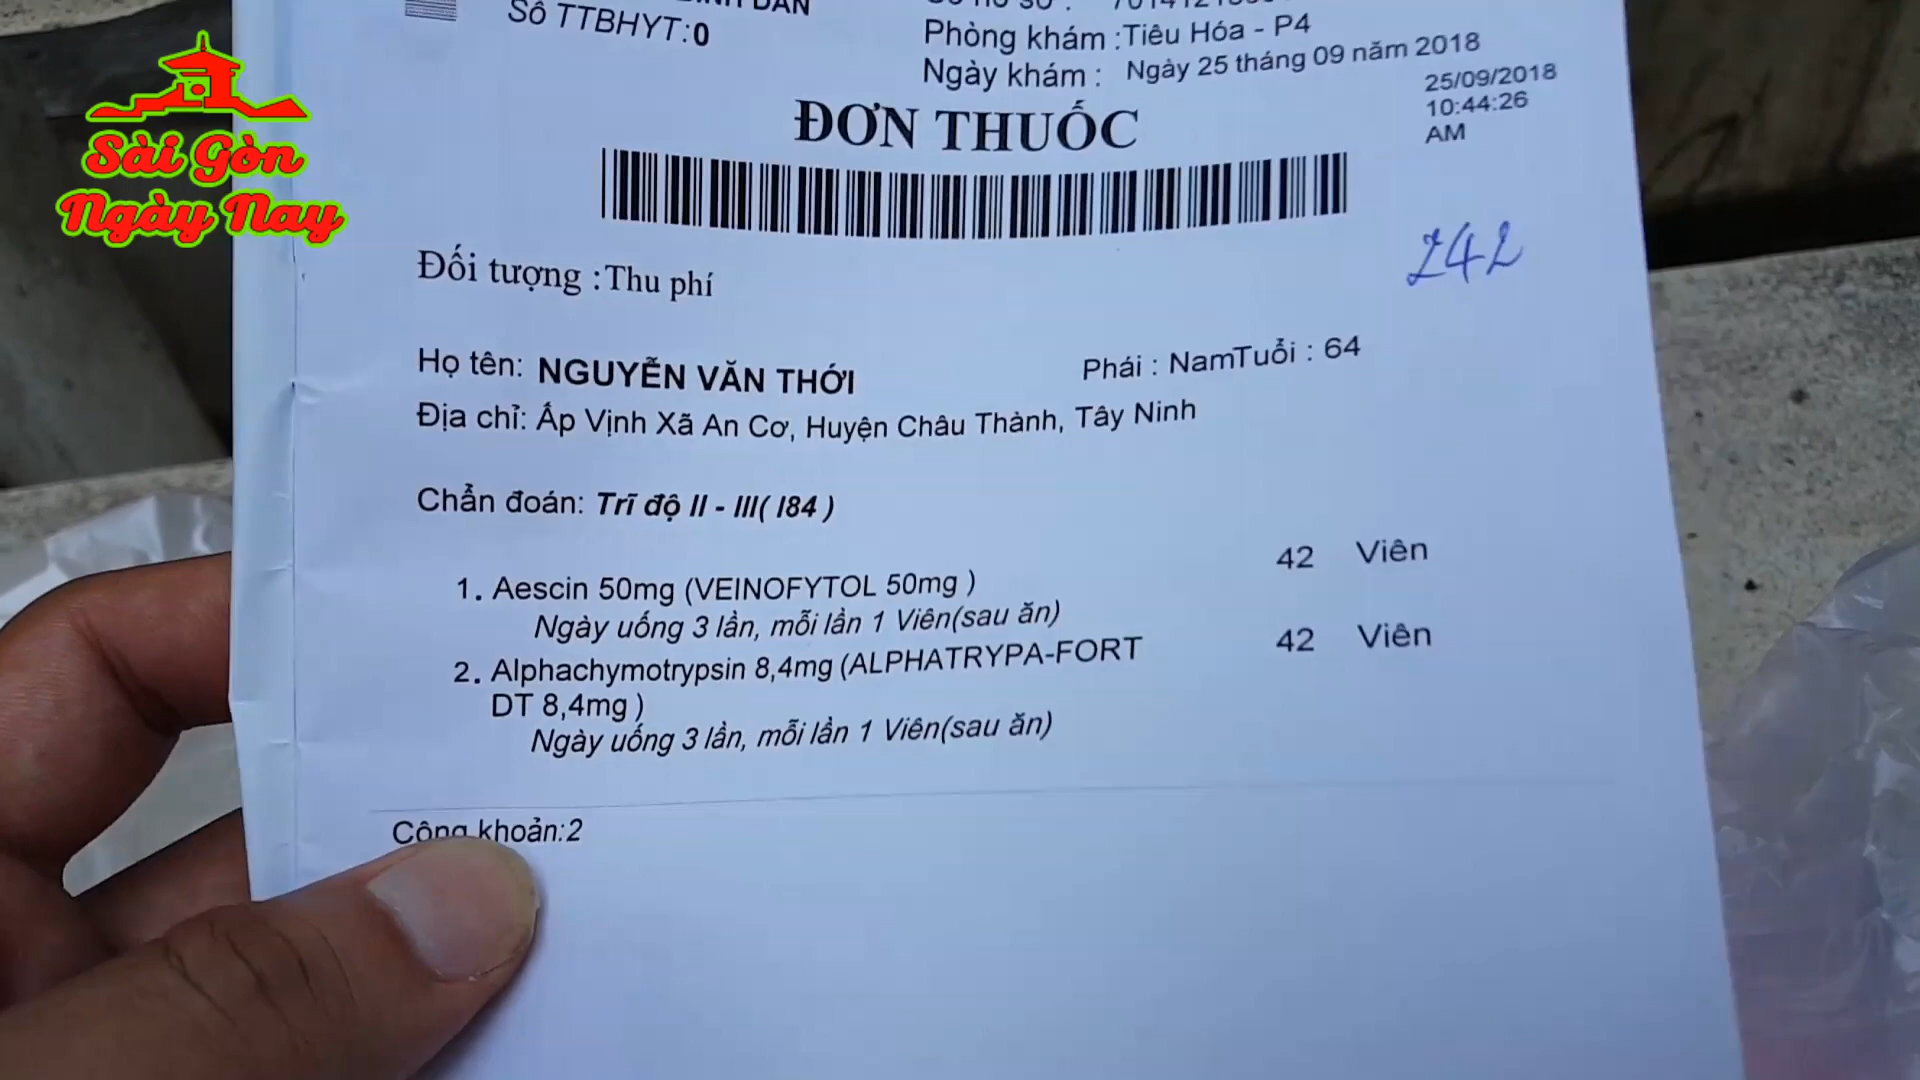 Sài Gòn
Ngày Nay
Số TTBHYT:0
Phòng khám :Tiêu Hóa - P4
Ngày khám : Ngày 25 tháng 09 năm 2018
25/09/2018
10:44:26
AM
ĐƠN THUỐC
242
Đối tượng :Thu phí
Họ tên: NGUYỄN VĂN THỚI Phái : NamTuổi : 64
Địa chỉ: Ấp Vịnh Xã An Cơ, Huyện Châu Thành, Tây Ninh
Chẩn đoán: Trĩ độ II - III( I84 )
1. Aescin 50mg (VEINOFYTOL 50mg ) 42 Viên
Ngày uống 3 lần, mỗi lần 1 Viên(sau ăn)
2. Alphachymotrypsin 8,4mg (ALPHATRYPA-FORT 42 Viên
DT 8,4mg )
Ngày uống 3 lần, mỗi lần 1 Viên(sau ăn)
Cộng khoản:2